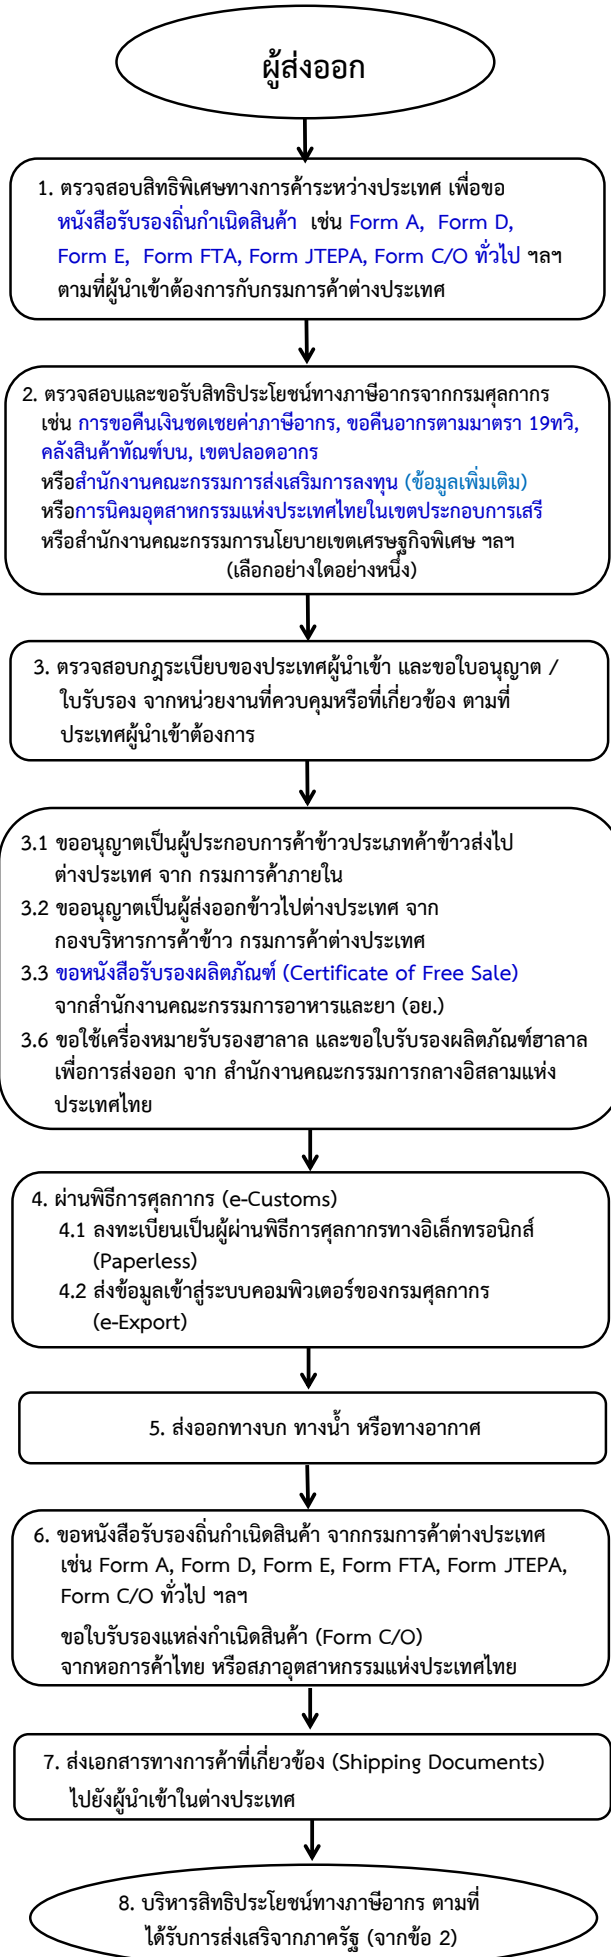 ผู้ส่งออก
1. ตรวจสอบสิทธิพิเศษทางการค้าระหว่างประเทศ เพื่อขอ
หนังสือรับรองถิ่นกำเนิดสินค้า เช่น Form A, Form D,
Form E, Form FTA, Form JTEPA, Form C/O ทั่วไป ฯลฯ
ตามที่ผู้นำเข้าต้องการกับกรมการค้าต่างประเทศ
2. ตรวจสอบและขอรับสิทธิประโยชน์ทางภาษีอากรจากกรมศุลกากร
เช่น การขอคืนเงินชดเชยค่าภาษีอากร, ขอคืนอากรตามมาตรา 19ทวิ,
คลังสินค้าทัณฑ์บน, เขตปลอดอากร
หรือสำนักงานคณะกรรมการส่งเสริมการลงทุน (ข้อมูลเพิ่มเติม)
หรือการนิคมอุตสาหกรรมแห่งประเทศไทยในเขตประกอบการเสรี
หรือสำนักงานคณะกรรมการนโยบายเขตเศรษฐกิจพิเศษ ฯลฯ
(เลือกอย่างใดอย่างหนึ่ง)
3. ตรวจสอบกฎระเบียบของประเทศผู้นำเข้า และขอใบอนุญาต /
ใบรับรอง จากหน่วยงานที่ควบคุมหรือที่เกี่ยวข้อง ตามที่
ประเทศผู้นำเข้าต้องการ
3.1 ขออนุญาตเป็นผู้ประกอบการค้าข้าวประเภทค้าข้าวส่งไป
ต่างประเทศ จาก กรมการค้าภายใน
3.2 ขออนุญาตเป็นผู้ส่งออกข้าวไปต่างประเทศ จาก
กองบริหารการค้าข้าว กรมการค้าต่างประเทศ
3.3 ขอหนังสือรับรองผลิตภัณฑ์ (Certificate of Free Sale)
จากสำนักงานคณะกรรมการอาหารและยา (อย.)
3.6 ขอใช้เครื่องหมายรับรองฮาลาล และขอใบรับรองผลิตภัณฑ์ฮาลาล
เพื่อการส่งออก จาก สำนักงานคณะกรรมการกลางอิสลามแห่ง
ประเทศไทย
4. ผ่านพิธีการศุลกากร (e-Customs)
4.1 ลงทะเบียนเป็นผู้ผ่านพิธีการศุลกากรทางอิเล็กทรอนิกส์
(Paperless)
4.2 ส่งข้อมูลเข้าสู่ระบบคอมพิวเตอร์ของกรมศุลกากร
(e-Export)
5. ส่งออกทางบก ทางน้ำ หรือทางอากาศ
6. ขอหนังสือรับรองถิ่นกำเนิดสินค้า จากกรมการค้าต่างประเทศ
เช่น Form A, Form D, Form E, Form FTA, Form JTEPA,
Form C/O ทั่วไป ฯลฯ
ขอใบรับรองแหล่งกำเนิดสินค้า (Form C/O)
จากหอการค้าไทย หรือสภาอุตสาหกรรมแห่งประเทศไทย
7. ส่งเอกสารทางการค้าที่เกี่ยวข้อง (Shipping Documents)
ไปยังผู้นำเข้าในต่างประเทศ
8. บริหารสิทธิประโยชน์ทางภาษีอากร ตามที่
ได้รับการส่งเสริจากภาครัฐ (จากข้อ 2)